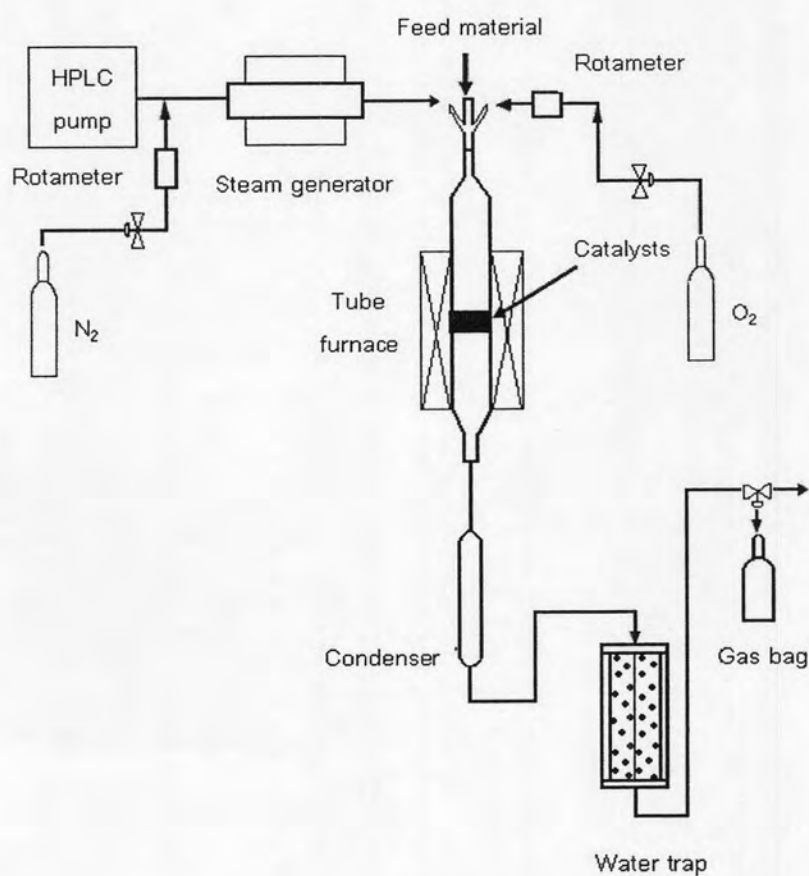 Feed material
HPLC
pump
Rotameter
Rotameter
Steam generator
Catalysts
Tube
furnace
N2
O2
Condenser
Gas bag
Water trap